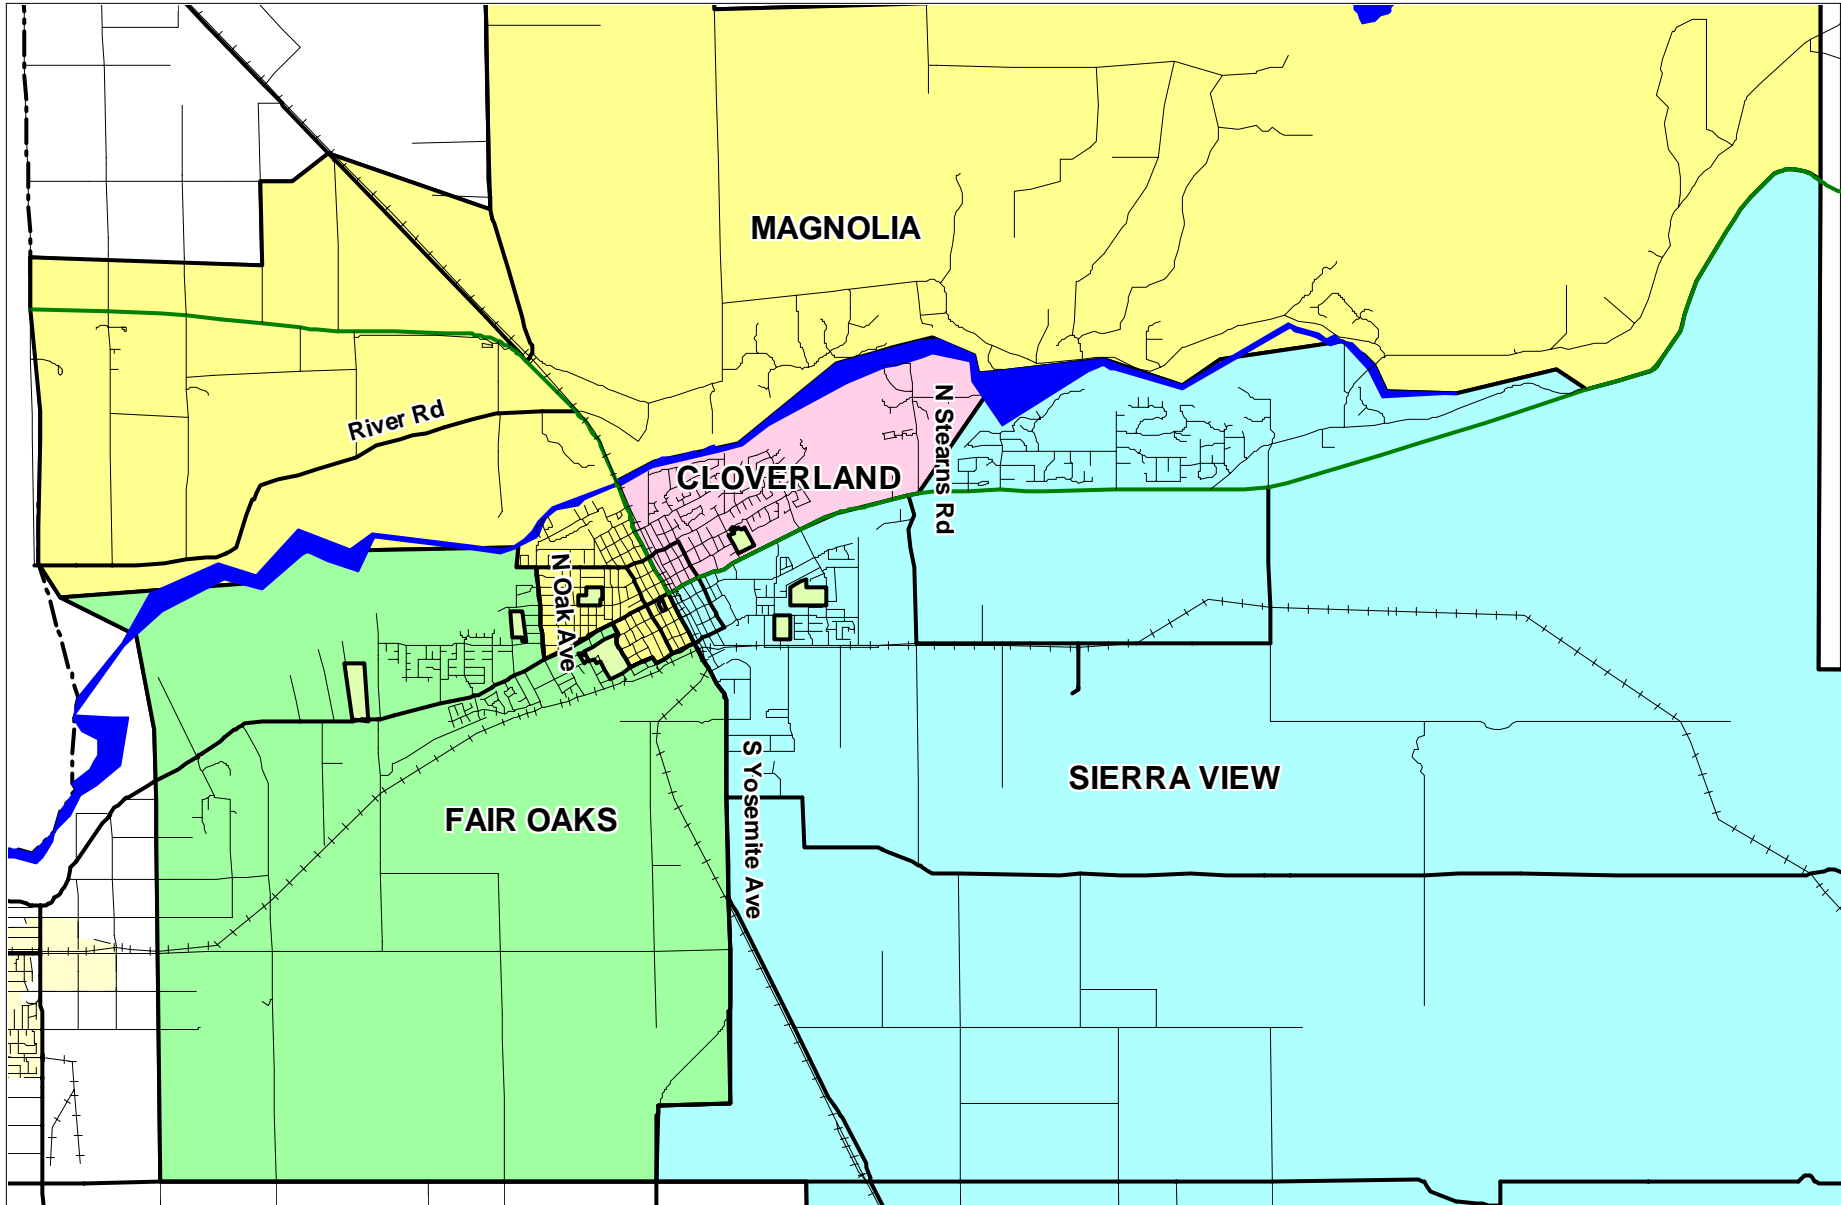 MAGNOLIA
River Rd
N Stearns Rd
CLOVERLAND
N Oak Ave
S Yosemite Ave
SIERRA VIEW
FAIR OAKS